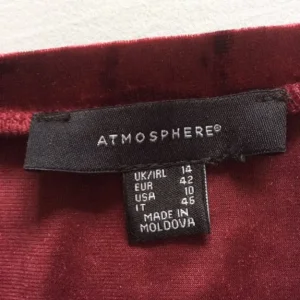 ATMOSPHERE®
UK/IRL 14
EUR 42
USA 10
IT 46
MADE IN
MOLDOVA